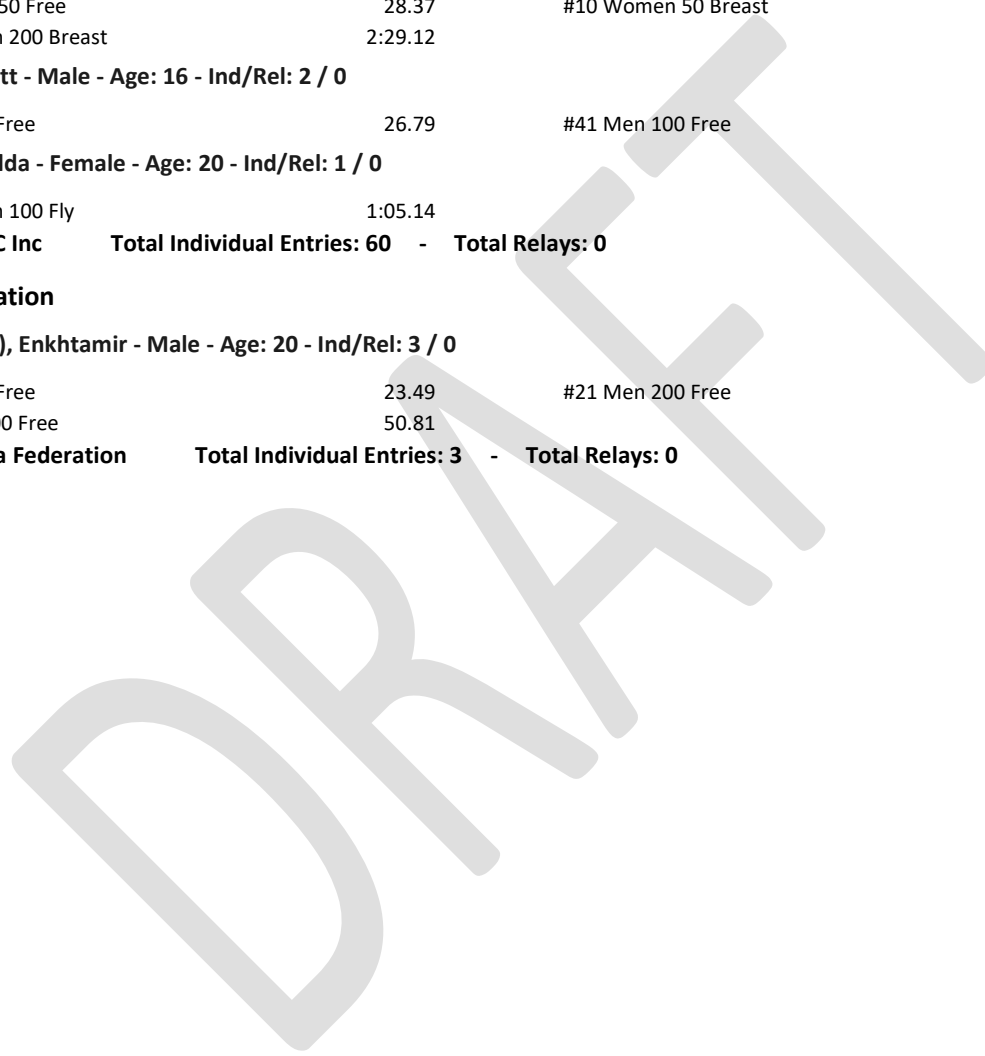 50 Free 28.37 #10 Women 50 Breast
200 Breast 2:29.12
tt - Male - Age: 16 - Ind/Rel: 2 / 0
Free 26.79 #41 Men 100 Free
lda - Female - Age: 20 - Ind/Rel: 1 / 0
100 Fly 1:05.14
C Inc Total Individual Entries: 60 - Total Relays: 0
ation
), Enkhtamir - Male - Age: 20 - Ind/Rel: 3 / 0
Free 23.49 #21 Men 200 Free
0 Free 50.81
a Federation Total Individual Entries: 3 - Total Relays: 0
DRAFT